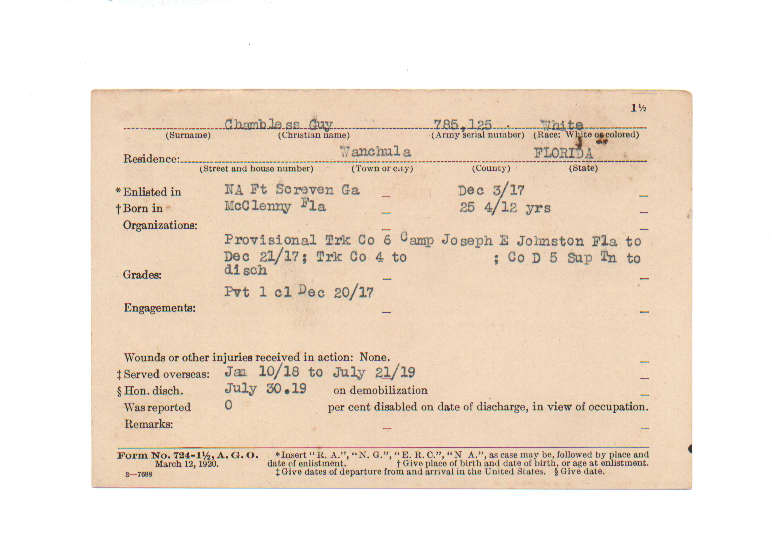 1½
Chambless Guy 785,125 . White
(Surname) (Christian name) (Army serial number) (Race: White or colored)
Residence: Wanchula FLORIDA
(Street and house number) (Town or city) (County) (State)
*Enlisted in NA Ft Screven Ga Dec 3/17
†Born in McClenny Fla 25 4/12 yrs
Organizations:
Provisional Trk Co 6 Camp Joseph E Johnston Fla to
Dec 21/17; Trk Co 4 to ; Co D 5 Sup Tn to
disch
Grades:
Pvt 1 cl Dec 20/17
Engagements:
Wounds or other injuries received in action: None.
‡Served overseas: Jan 10/18 to July 21/19
§Hon. disch. July 30.19 on demobilization
Was reported 0 per cent disabled on date of discharge, in view of occupation.
Remarks:
Form No. 724-1½, A. G. O. *Insert "R. A.", "N. G.", "E. R. C.", "N A.", as case may be, followed by place and
March 12, 1920. date of enlistment. †Give place of birth and date of birth, or age at enlistment.
3—7688 ‡Give dates of departure from and arrival in the United States. §Give date.